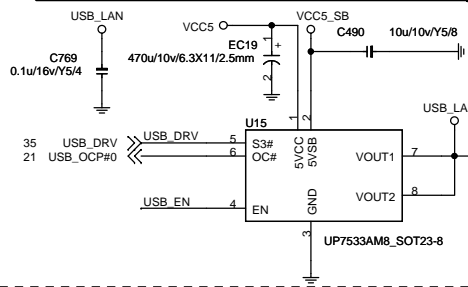 USB_LAN
VCC5
VCC5_SB
C769
0.1u/16v/Y5/4
EC19
470u/10v/6.3X11/2.5mm
1
+
2
C490
10u/10v/Y5/8
USB_LA
U15
1
2
35 USB_DRV USB_DRV 5 S3#
21 USB_OCP#0 6 OC#
5VCC
5VSB
VOUT1 7
VOUT2 8
USB_EN 4 EN
GND
3
UP7533AM8_SOT23-8